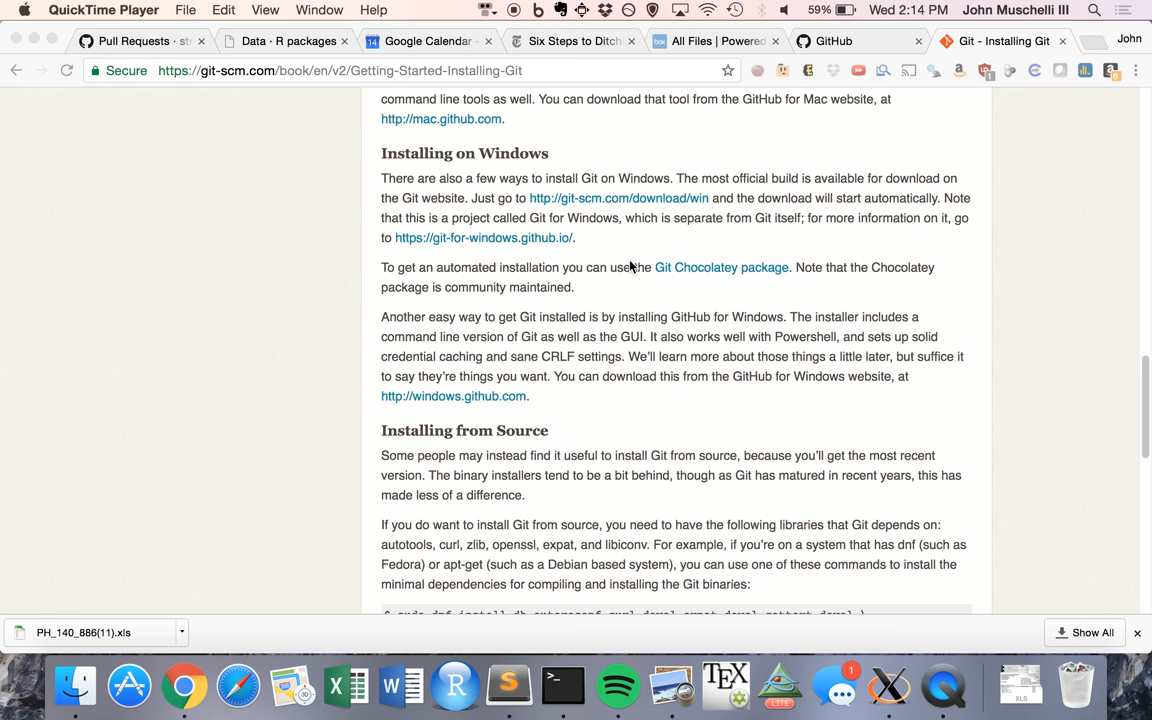 QuickTime Player File Edit View Window Help 59% Wed 2:14 PM John Muschelli III
Pull Requests · st Data · R packages Google Calendar - Six Steps to Ditch All Files | Powered GitHub Git - Installing Git John
Secure https://git-scm.com/book/en/v2/Getting-Started-Installing-Git
command line tools as well. You can download that tool from the GitHub for Mac website, at
http://mac.github.com.
Installing on Windows
There are also a few ways to install Git on Windows. The most official build is available for download on
the Git website. Just go to http://git-scm.com/download/win and the download will start automatically. Note
that this is a project called Git for Windows, which is separate from Git itself; for more information on it, go
to https://git-for-windows.github.io/.
To get an automated installation you can use the Git Chocolatey package. Note that the Chocolatey
package is community maintained.
Another easy way to get Git installed is by installing GitHub for Windows. The installer includes a
command line version of Git as well as the GUI. It also works well with Powershell, and sets up solid
credential caching and sane CRLF settings. We'll learn more about those things a little later, but suffice it
to say they're things you want. You can download this from the GitHub for Windows website, at
http://windows.github.com.
Installing from Source
Some people may instead find it useful to install Git from source, because you'll get the most recent
version. The binary installers tend to be a bit behind, though as Git has matured in recent years, this has
made less of a difference.
If you do want to install Git from source, you need to have the following libraries that Git depends on:
autotools, curl, zlib, openssl, expat, and libiconv. For example, if you're on a system that has dnf (such as
Fedora) or apt-get (such as a Debian based system), you can use one of these commands to install the
minimal dependencies for compiling and installing the Git binaries:
PH_140_886(11).xls Show All
TEX LITE 1 XLS